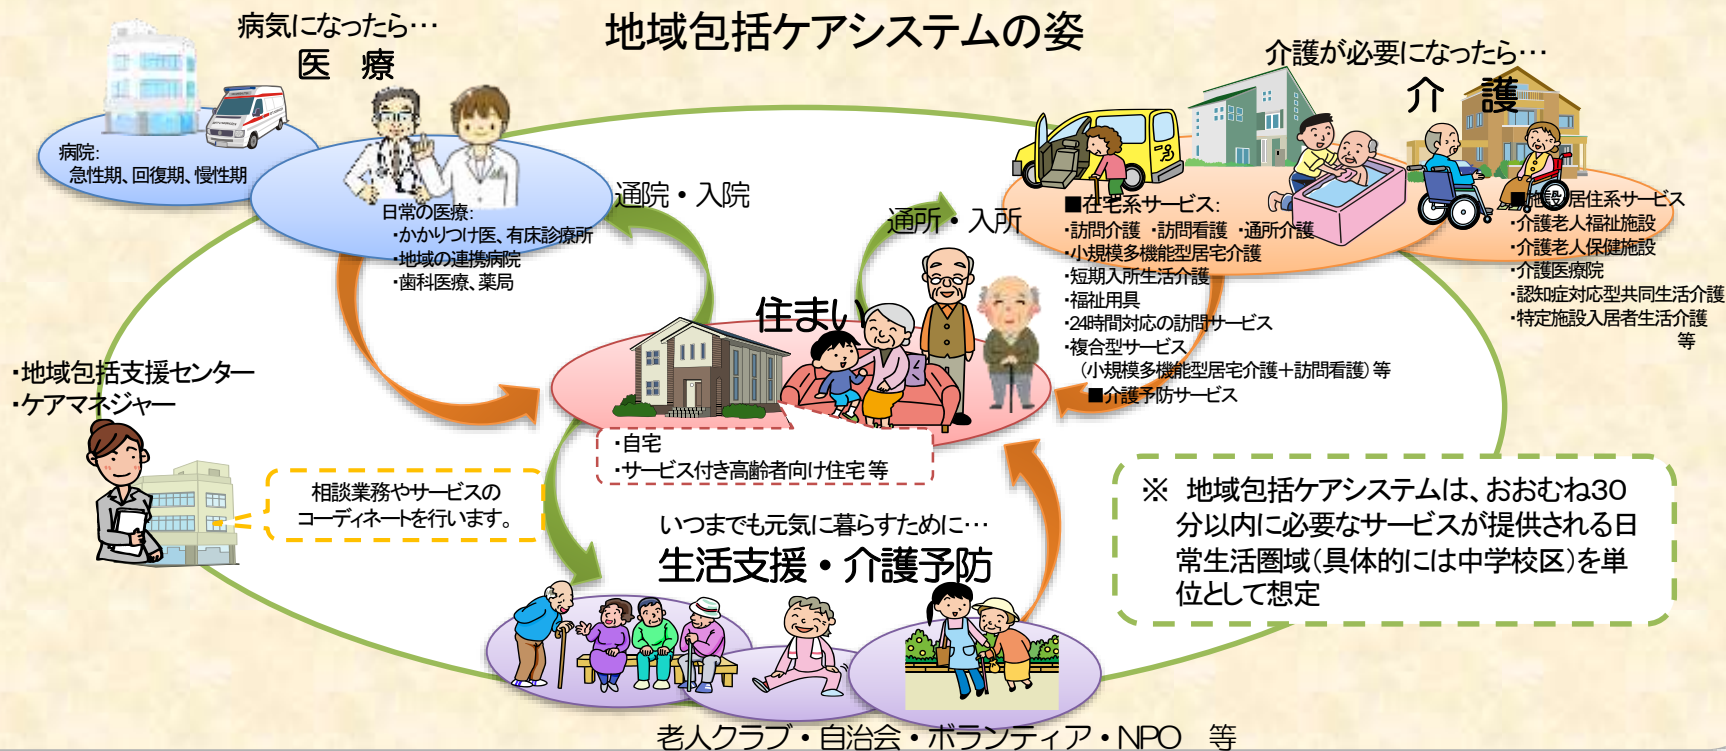 地域包括ケアシステムの姿
病気になったら…
医　療
病院：
急性期、回復期、慢性期
日常の医療：
・かかりつけ医、有床診療所
・地域の連携病院
・歯科医療、薬局
通院・入院
通所・入所
介護が必要になったら…
介　護
■在宅系サービス：
・訪問介護　・訪問看護　・通所介護
・小規模多機能型居宅介護
・短期入所生活介護
・福祉用具
・24時間対応の訪問サービス
・複合型サービス
（小規模多機能型居宅介護＋訪問看護）等
■介護予防サービス
■施設・居住系サービス
・介護老人福祉施設
・介護老人保健施設
・介護医療院
・認知症対応型共同生活介護
・特定施設入居者生活介護
等
住まい
・自宅
・サービス付き高齢者向け住宅 等
・地域包括支援センター
・ケアマネジャー
相談業務やサービスの
コーディネートを行います。
いつまでも元気に暮らすために…
生活支援・介護予防
※　地域包括ケアシステムは、おおむね30
分以内に必要なサービスが提供される日
常生活圏域（具体的には中学校区）を単
位として想定
老人クラブ・自治会・ボランティア・NPO　等